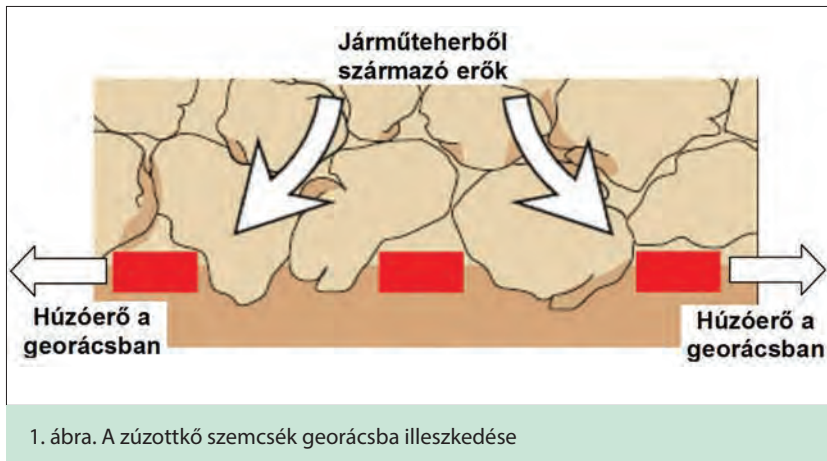 Járműteherből
származó erők
Húzóerő a
georácsban
Húzóerő a
georácsban
1. ábra. A zúzottkő szemcsék georácsba illeszkedése